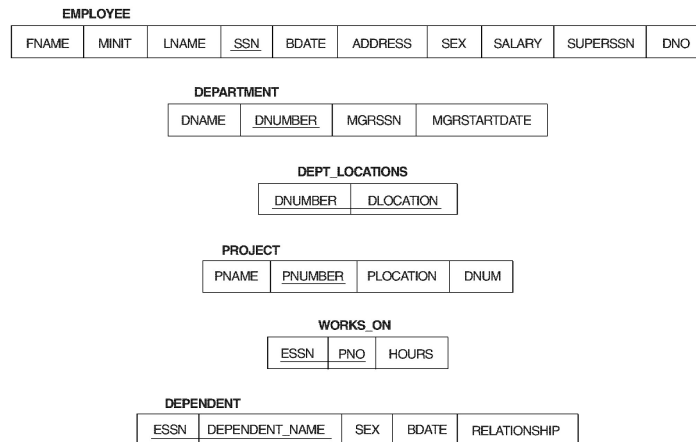 EMPLOYEE
FNAME MINIT LNAME SSN BDATE ADDRESS SEX SALARY SUPERSSN DNO
DEPARTMENT
DNAME DNUMBER MGRSSN MGRSTARTDATE
DEPT_LOCATIONS
DNUMBER DLOCATION
PROJECT
PNAME PNUMBER PLOCATION DNUM
WORKS_ON
ESSN PNO HOURS
DEPENDENT
ESSN DEPENDENT_NAME SEX BDATE RELATIONSHIP